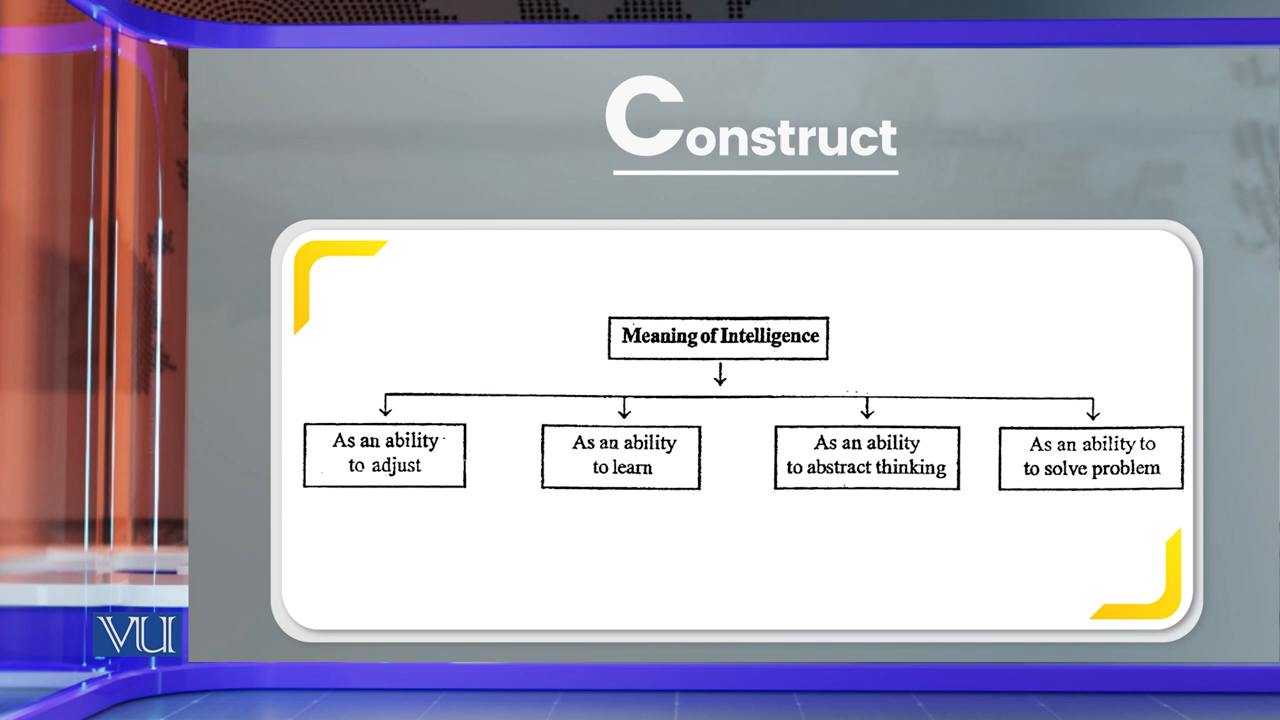 Construct
Meaning of Intelligence
As an ability
to adjust
As an ability
to learn
As an ability
to abstract thinking
As an ability to
to solve problem
VU